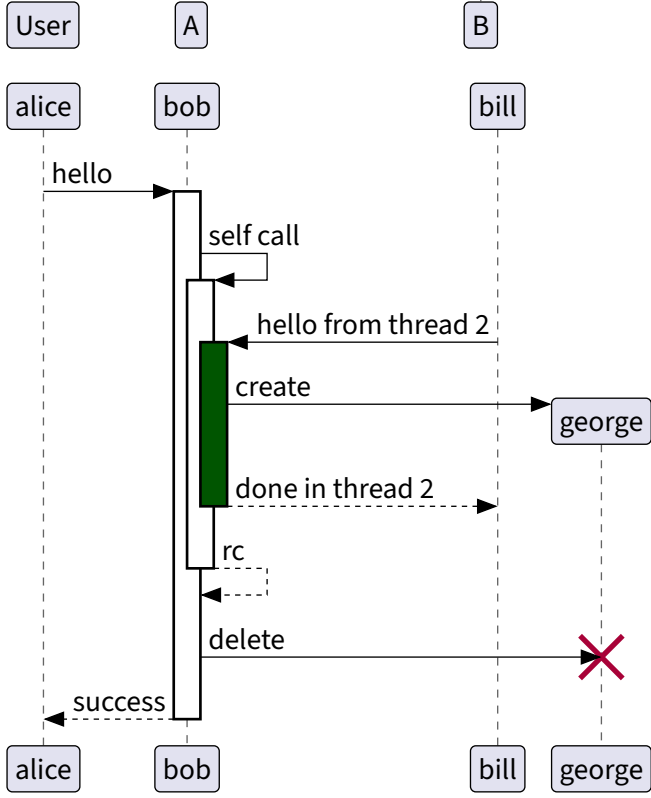 User
A
B
alice
bob
bill
hello
self call
hello from thread 2
create
george
done in thread 2
rc
delete
success
alice
bob
bill
george